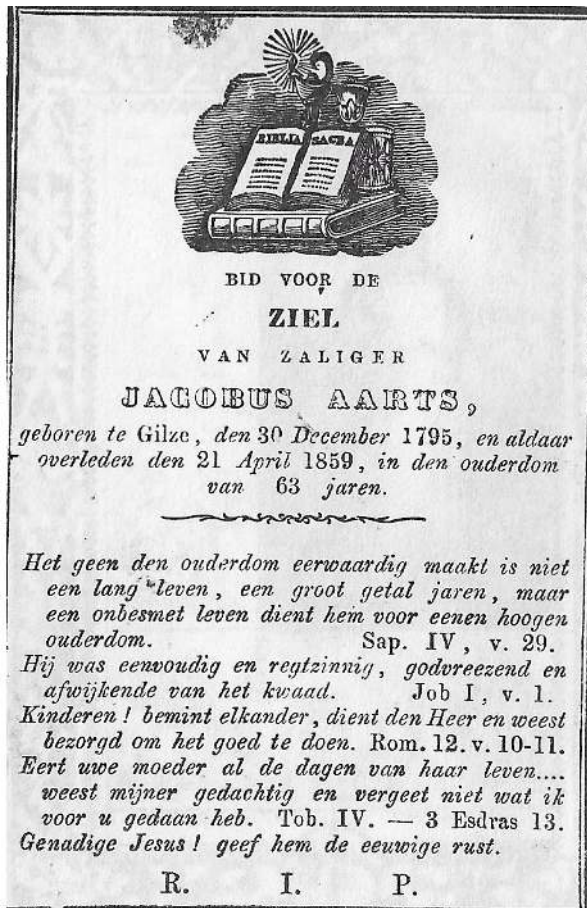 BIBLIA SACRA
BID VOOR DE
ZIEL
VAN ZALIGER
JACOBUS AARTS,
geboren te Gilze, den 30 December 1795, en aldaar
overleden den 21 April 1859, in den ouderdom
van 63 jaren.
Het geen den ouderdom eerwaardig maakt is niet
een lang leven, een groot getal jaren, maar
een onbesmet leven dient hem voor eenen hoogen
ouderdom. Sap. IV, v. 29.
Hij was eenvoudig en regtzinnig, godvreezend en
afwijkende van het kwaad. Job I, v. 1.
Kinderen! bemint elkander, dient den Heer en weest
bezorgd om het goed te doen. Rom. 12. v. 10-11.
Eert uwe moeder al de dagen van haar leven....
weest mijner gedachtig en vergeet niet wat ik
voor u gedaan heb. Tob. IV. — 3 Esdras 13.
Genadige Jesus! geef hem de eeuwige rust.
R. I. P.